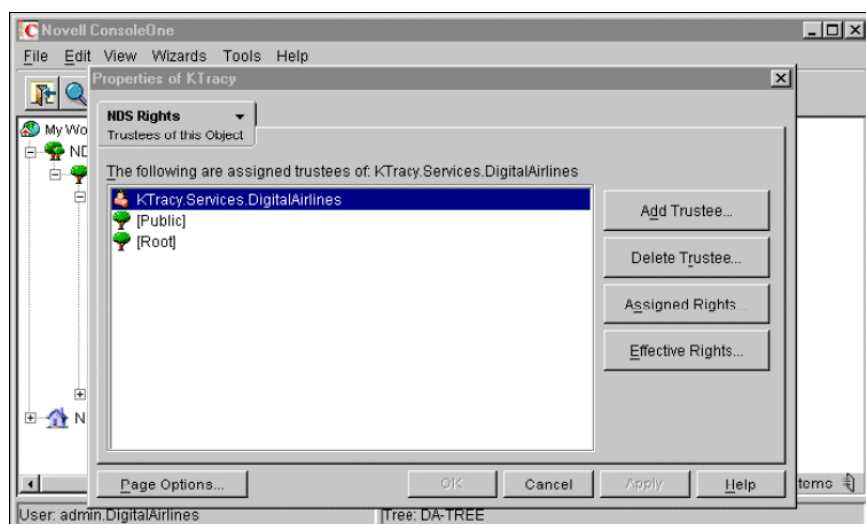 Novell ConsoleOne
File Edit View Wizards Tools Help
Properties of KTracy
NDS Rights
Trustees of this Object
My Wo
ND
The following are assigned trustees of: KTracy.Services.DigitalAirlines
KTracy.Services.DigitalAirlines
[Public]
[Root]
Add Trustee...
Delete Trustee...
Assigned Rights...
Effective Rights...
N
Page Options...
OK
Cancel
Apply
Help
tems
User: admin.DigitalAirlines
Tree: DA-TREE